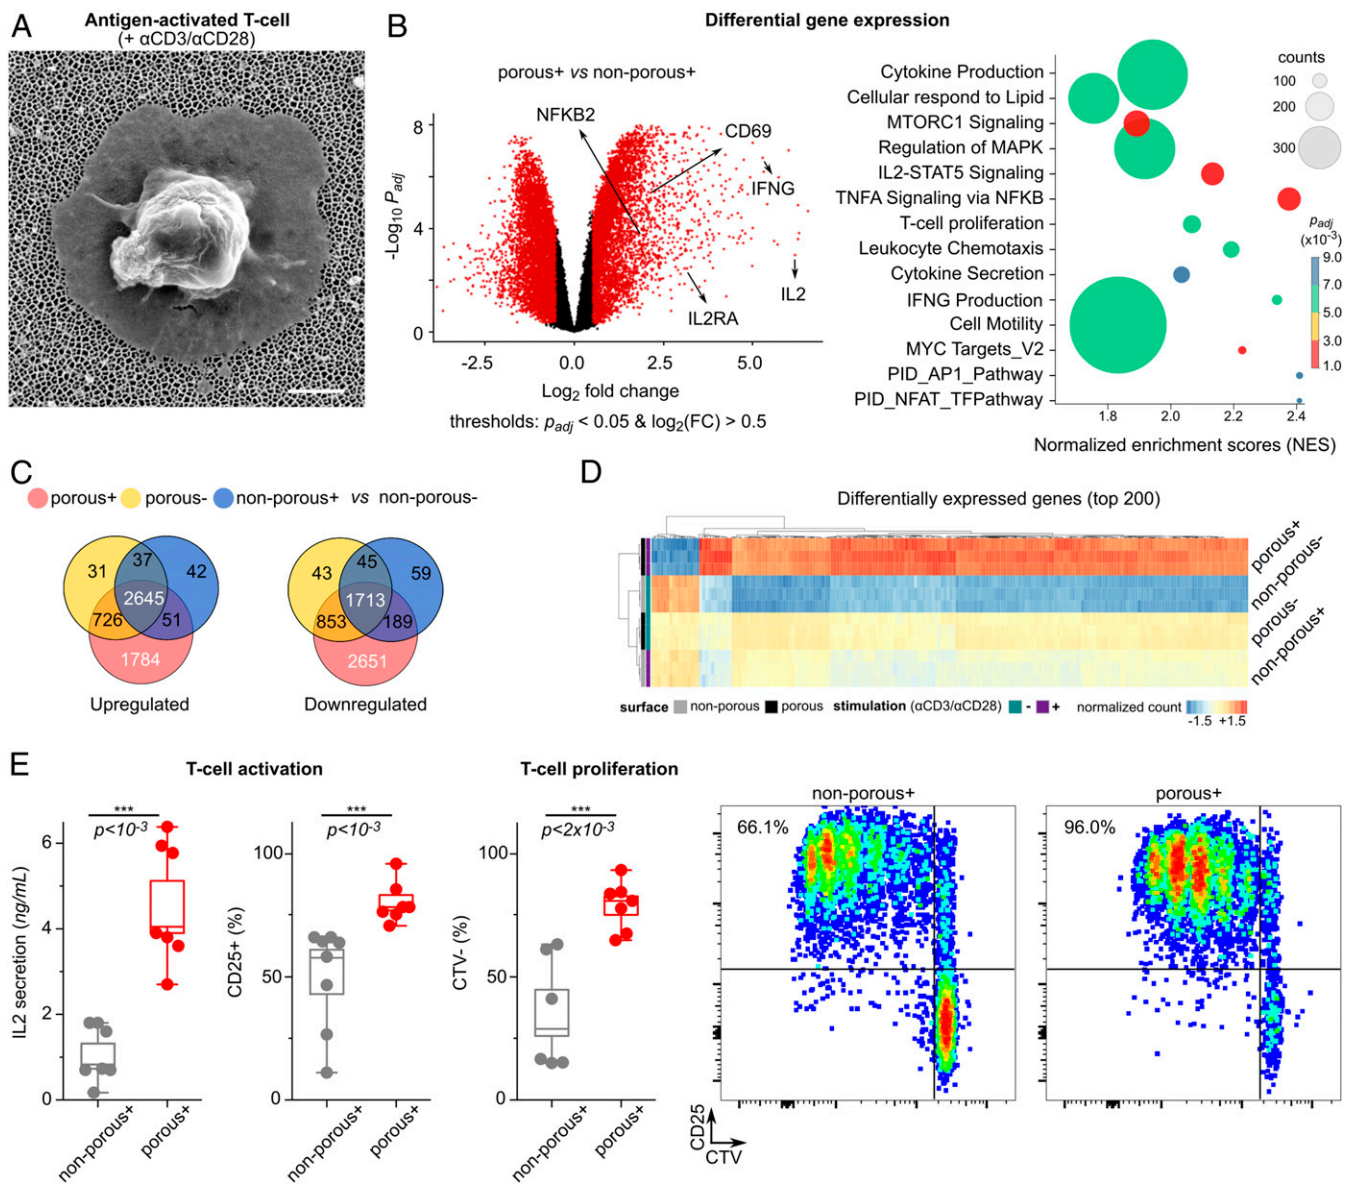 A
Antigen-activated T-cell
(+ αCD3/αCD28)
B
Differential gene expression
porous+ vs non-porous+
NFKB2
CD69
IFNG
IL2
IL2RA
-Log10 Padj
8
4
0
-2.5 0.0 2.5 5.0
Log2 fold change
thresholds: padj < 0.05 & log2(FC) > 0.5
Cytokine Production
Cellular respond to Lipid
MTORC1 Signaling
Regulation of MAPK
IL2-STAT5 Signaling
TNFA Signaling via NFKB
T-cell proliferation
Leukocyte Chemotaxis
Cytokine Secretion
IFNG Production
Cell Motility
MYC Targets_V2
PID_AP1_Pathway
PID_NFAT_TFPathway
1.8 2.0 2.2 2.4
Normalized enrichment scores (NES)
counts
100
200
300
padj
(x10-3)
9.0
7.0
5.0
3.0
1.0
C
porous+ porous- non-porous+ vs non-porous-
31 37 42
2645
726 51
1784
Upregulated
43 45 59
1713
853 189
2651
Downregulated
D
Differentially expressed genes (top 200)
porous+
non-porous-
porous-
non-porous+
surface non-porous porous stimulation (αCD3/αCD28) - + normalized count
-1.5 +1.5
E
T-cell activation
T-cell proliferation
IL2 secretion (ng/mL)
6
4
2
0
***
p<10-3
non-porous+
porous+
CD25+ (%)
100
50
0
***
p<10-3
non-porous+
porous+
CTV- (%)
100
50
0
***
p<2x10-3
non-porous+
porous+
non-porous+
66.1%
porous+
96.0%
CD25
CTV